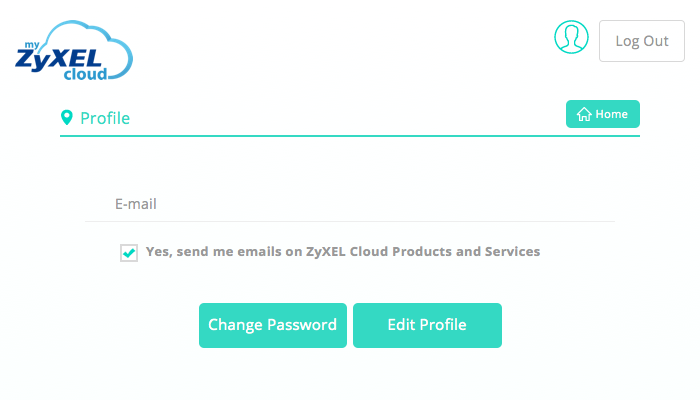 my
ZyXEL
cloud
Log Out
Profile
Home
E-mail
Yes, send me emails on ZyXEL Cloud Products and Services
Change Password
Edit Profile